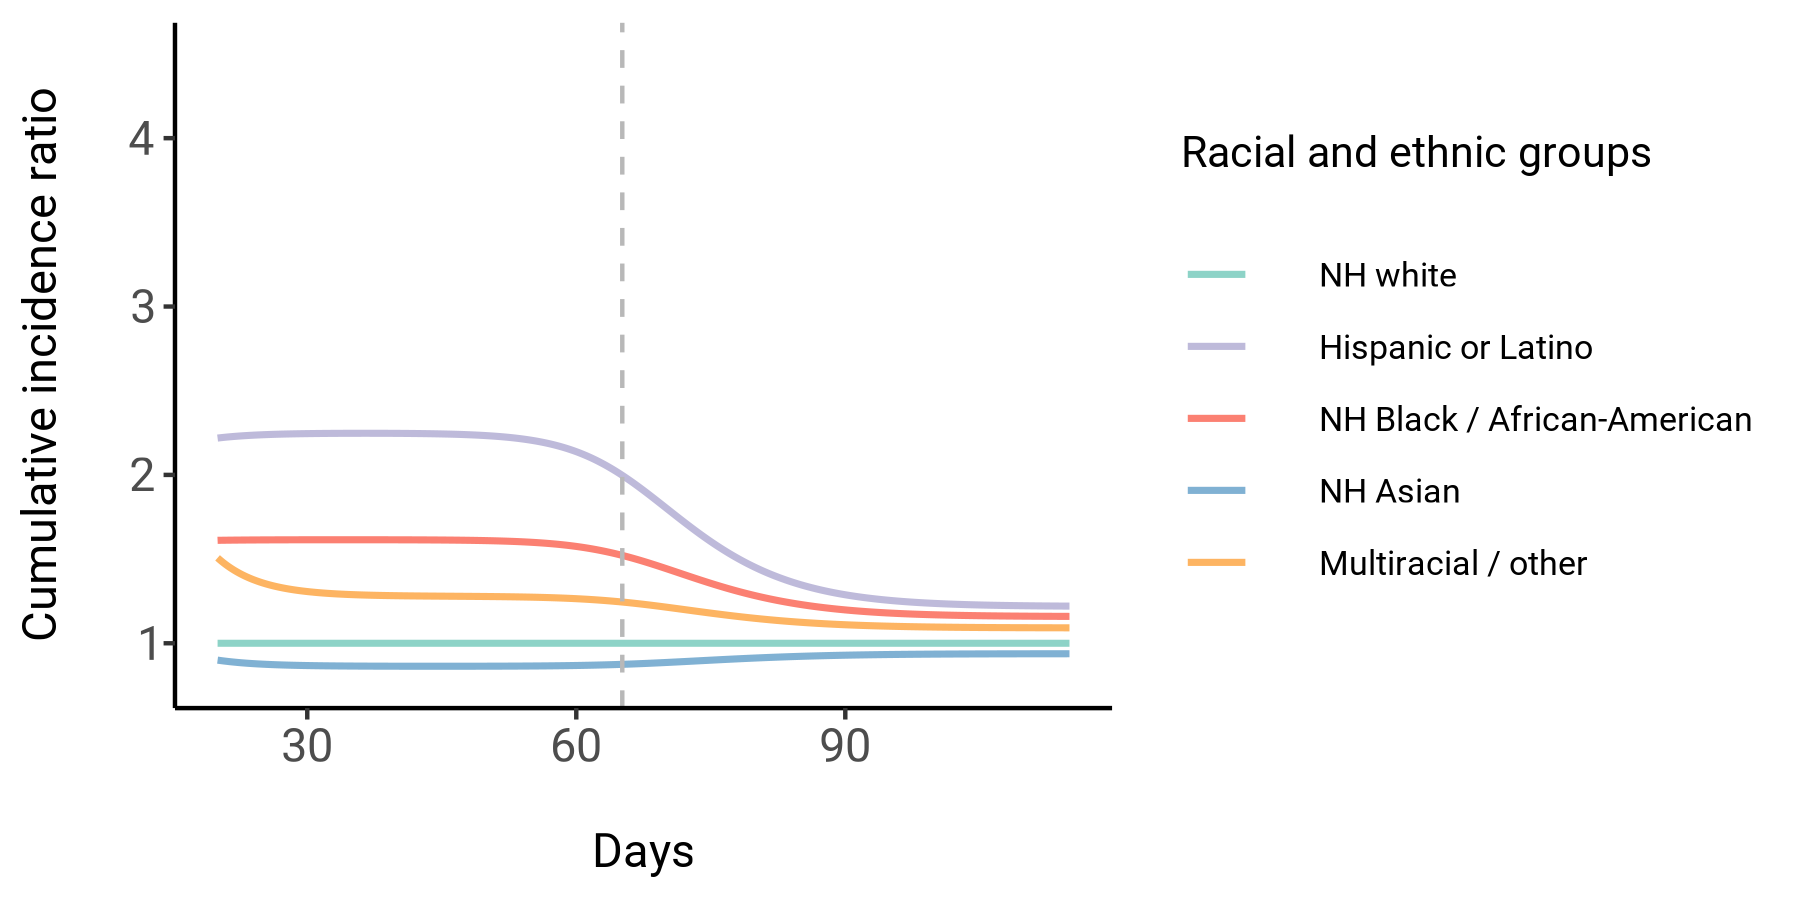 Cumulative incidence ratio
4
3
2
1
30 60 90
Days
Racial and ethnic groups
NH white
Hispanic or Latino
NH Black / African-American
NH Asian
Multiracial / other